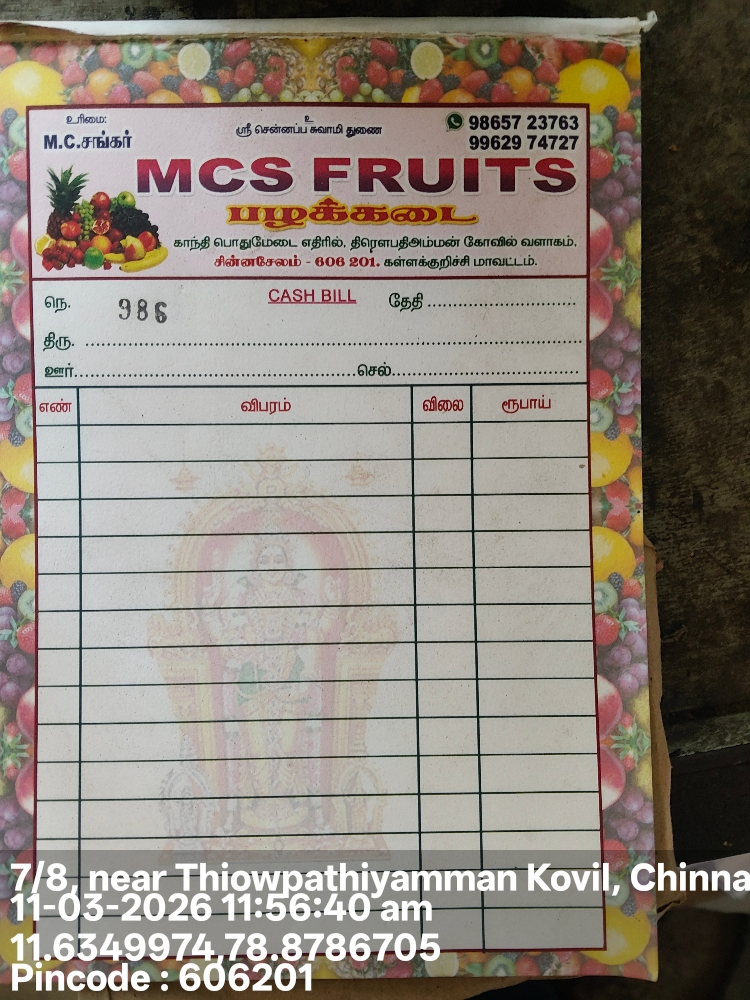 உரிமை:
M.C.சங்கர்
உ
ஸ்ரீ சென்னப்ப சுவாமி துணை
98657 23763
99629 74727
MCS FRUITS
பழக்கடை
காந்தி பொதுமேடை எதிரில், திரௌபதிஅம்மன் கோவில் வளாகம்,
சின்னசேலம் - 606 201. கள்ளக்குறிச்சி மாவட்டம்.
நெ. 986 CASH BILL தேதி ..............................
திரு. ....................................................................................
ஊர்..........................................................செல்......................................
எண் விபரம் விலை ரூபாய்
7/8, near Thiowpathiyamman Kovil, Chinna
11-03-2026 11:56:40 am
11.6349974,78.8786705
Pincode : 606201